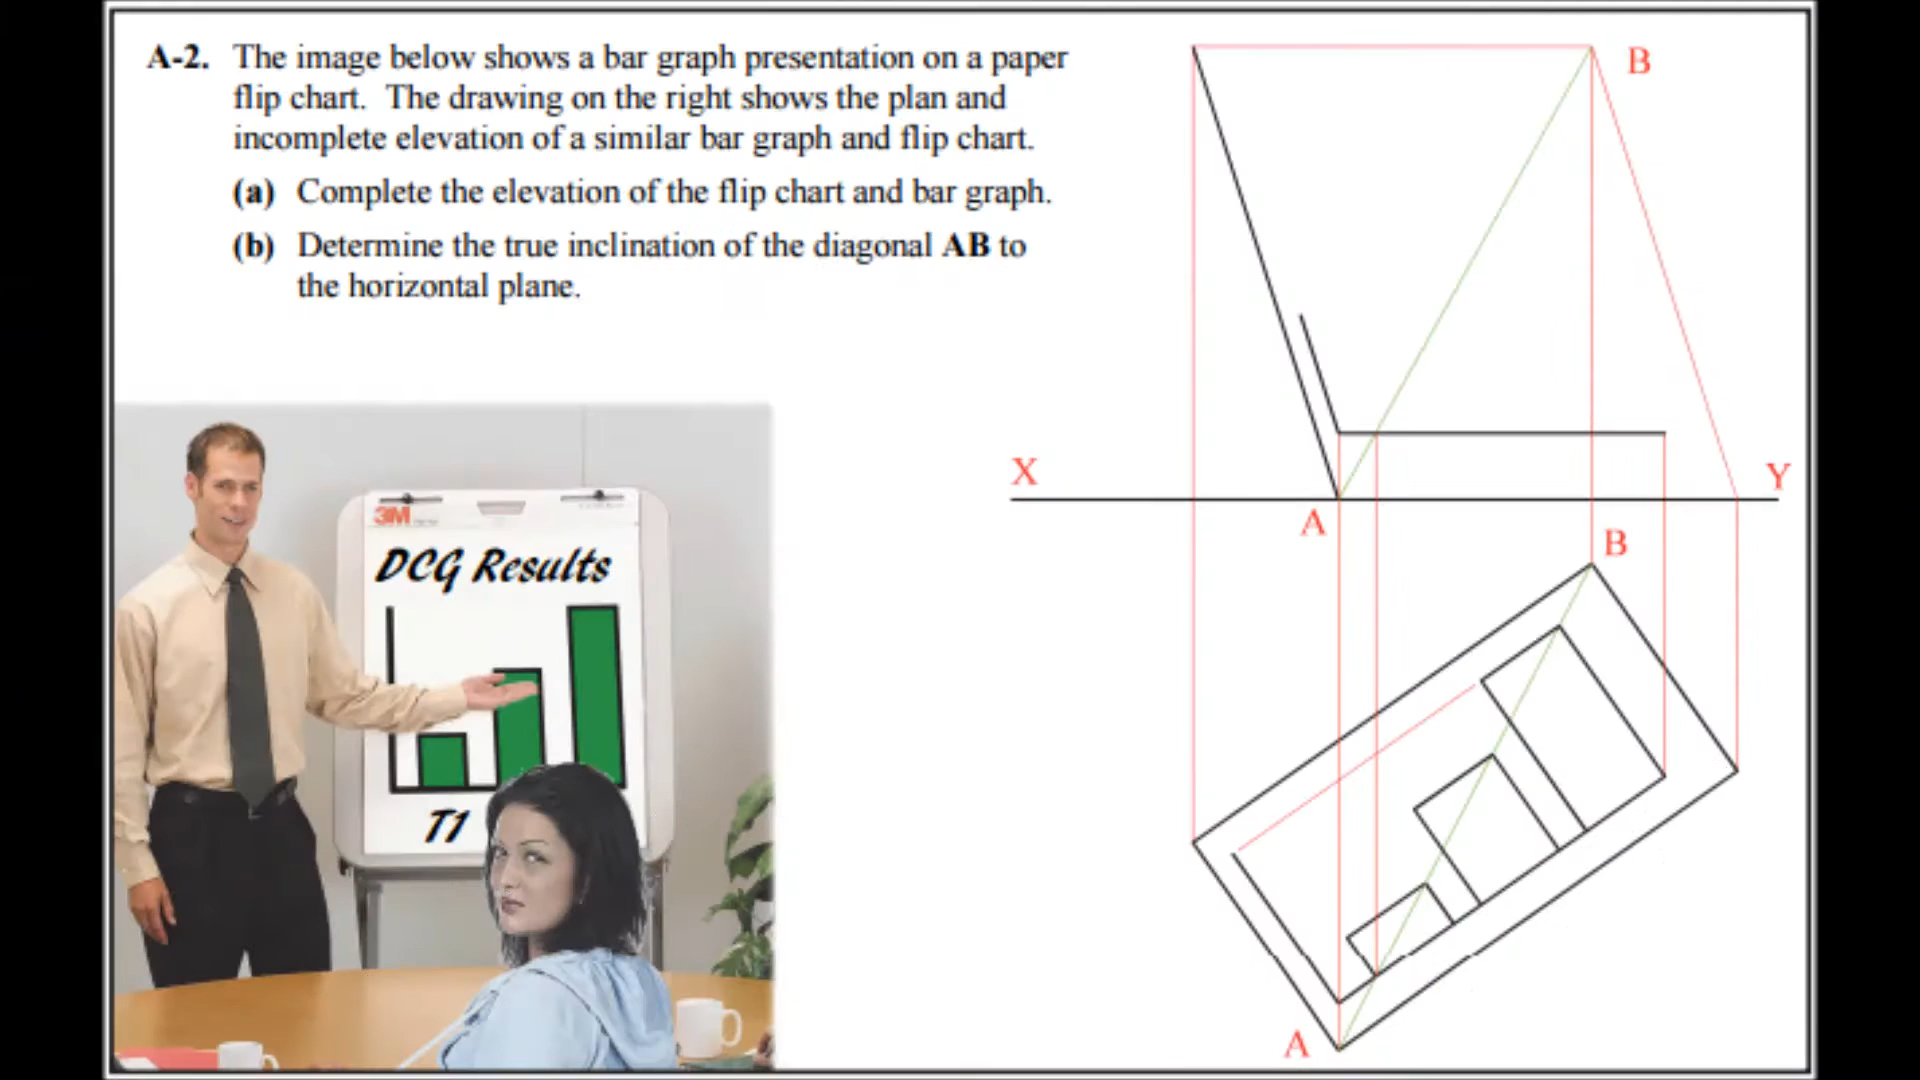 A-2. The image below shows a bar graph presentation on a paper
flip chart. The drawing on the right shows the plan and
incomplete elevation of a similar bar graph and flip chart.
(a) Complete the elevation of the flip chart and bar graph.
(b) Determine the true inclination of the diagonal AB to
the horizontal plane.
B
X
Y
A
B
A
3M
DCG Results
T1